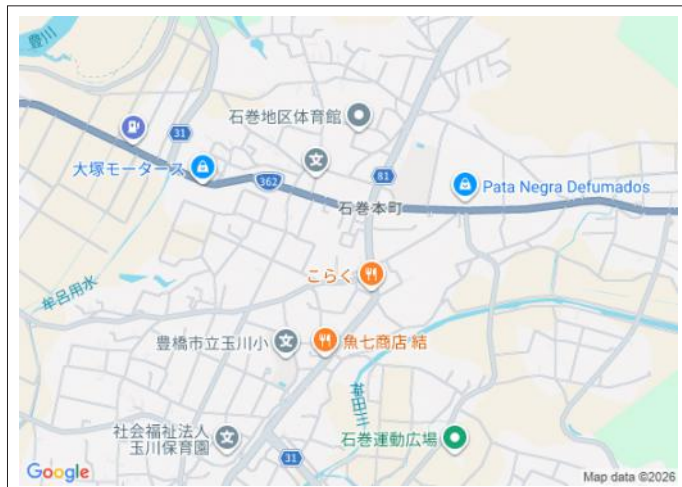 豊川
石巻地区体育館
31
大塚モータース
362
81
石巻本町
Pata Negra Defumados
こらく
牟呂用水
豊橋市立玉川小
魚七商店 結
神田川
社会福祉法人
玉川保育園
石巻運動広場
31
Google
Map data ©2026